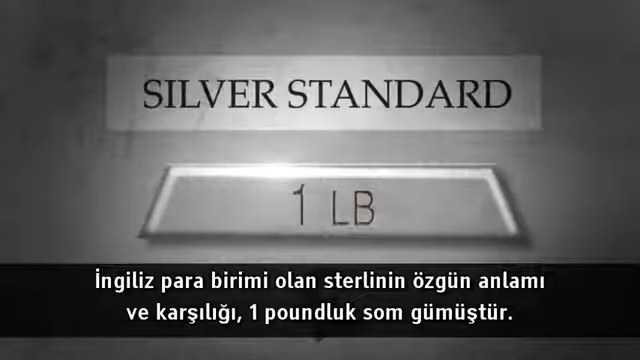 SILVER STANDARD
1 LB
İngiliz para birimi olan sterlinin özgün anlamı
ve karşılığı, 1 poundluk som gümüştür.